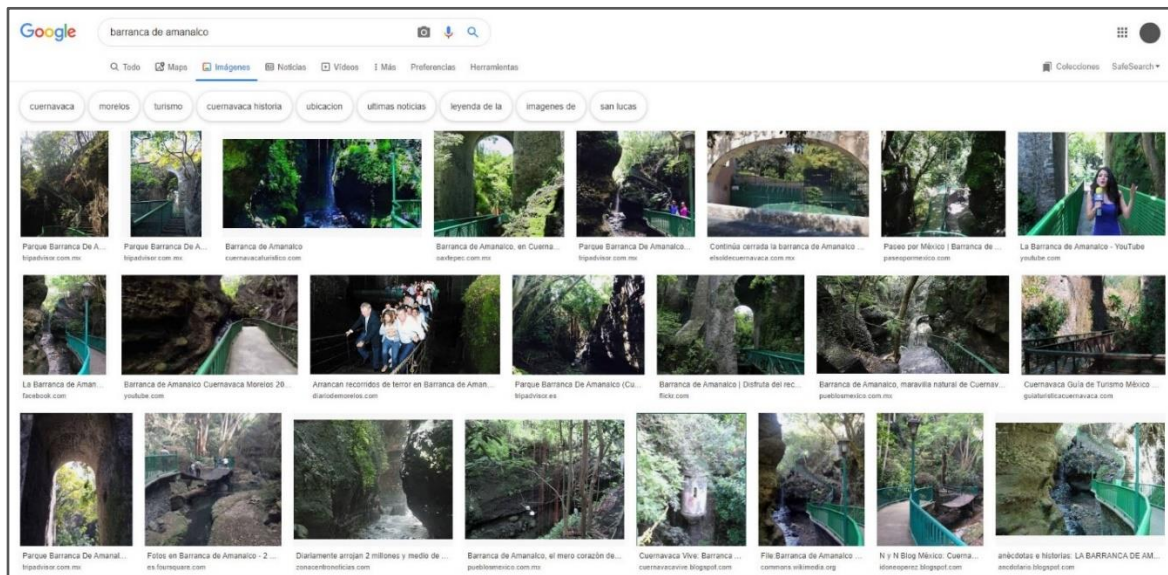 Google
barranca de amanalco
Todo Maps Imágenes Noticias Vídeos Más Preferencias Herramientas Colecciones SafeSearch
cuernavaca morelos turismo cuernavaca historia ubicacion ultimas noticias leyenda de la imagenes de san lucas
Parque Barranca De A... Parque Barranca De A... Barranca de Amanalco Barranca de Amanalco, en Cuerna... Parque Barranca De Amanalco... Continúa cerrada la barranca de Amanalco ... Paseo por México | Barranca de ... La Barranca de Amanalco - YouTube
tripadvisor.com.mx tripadvisor.com.mx cuernavacaturistico.com oaxtepec.com.mx tripadvisor.com.mx elsoldecuernavaca.com.mx paseopormexico.com youtube.com
La Barranca de Aman... Barranca de Amanalco Cuernavaca Morelos 20... Arrancan recorridos de terror en Barranca de Aman... Parque Barranca De Amanalco (Cu... Barranca de Amanalco | Disfruta del rec... Barranca de Amanalco, maravilla natural de Cuernav... Cuernavaca Guía de Turismo México ...
facebook.com youtube.com diariodemorelos.com tripadvisor.es flickr.com pueblosmexico.com.mx guiaturisticacuernavaca.com
Parque Barranca De Amanal... Fotos en Barranca de Amanalco - 2 ... Diariamente arrojan 2 millones y medio de ... Barranca de Amanalco, el mero corazón de... Cuernavaca Vive: Barranca ... File:Barranca de Amanalco ... N y N Blog México: Cuerna... anécdotas e historias: LA BARRANCA DE AM...
tripadvisor.com.mx es.foursquare.com zonacentronoticias.com pueblosmexico.com.mx cuernavacavive.blogspot.com commons.wikimedia.org idoneoperez.blogspot.com ancdotario.blogspot.com